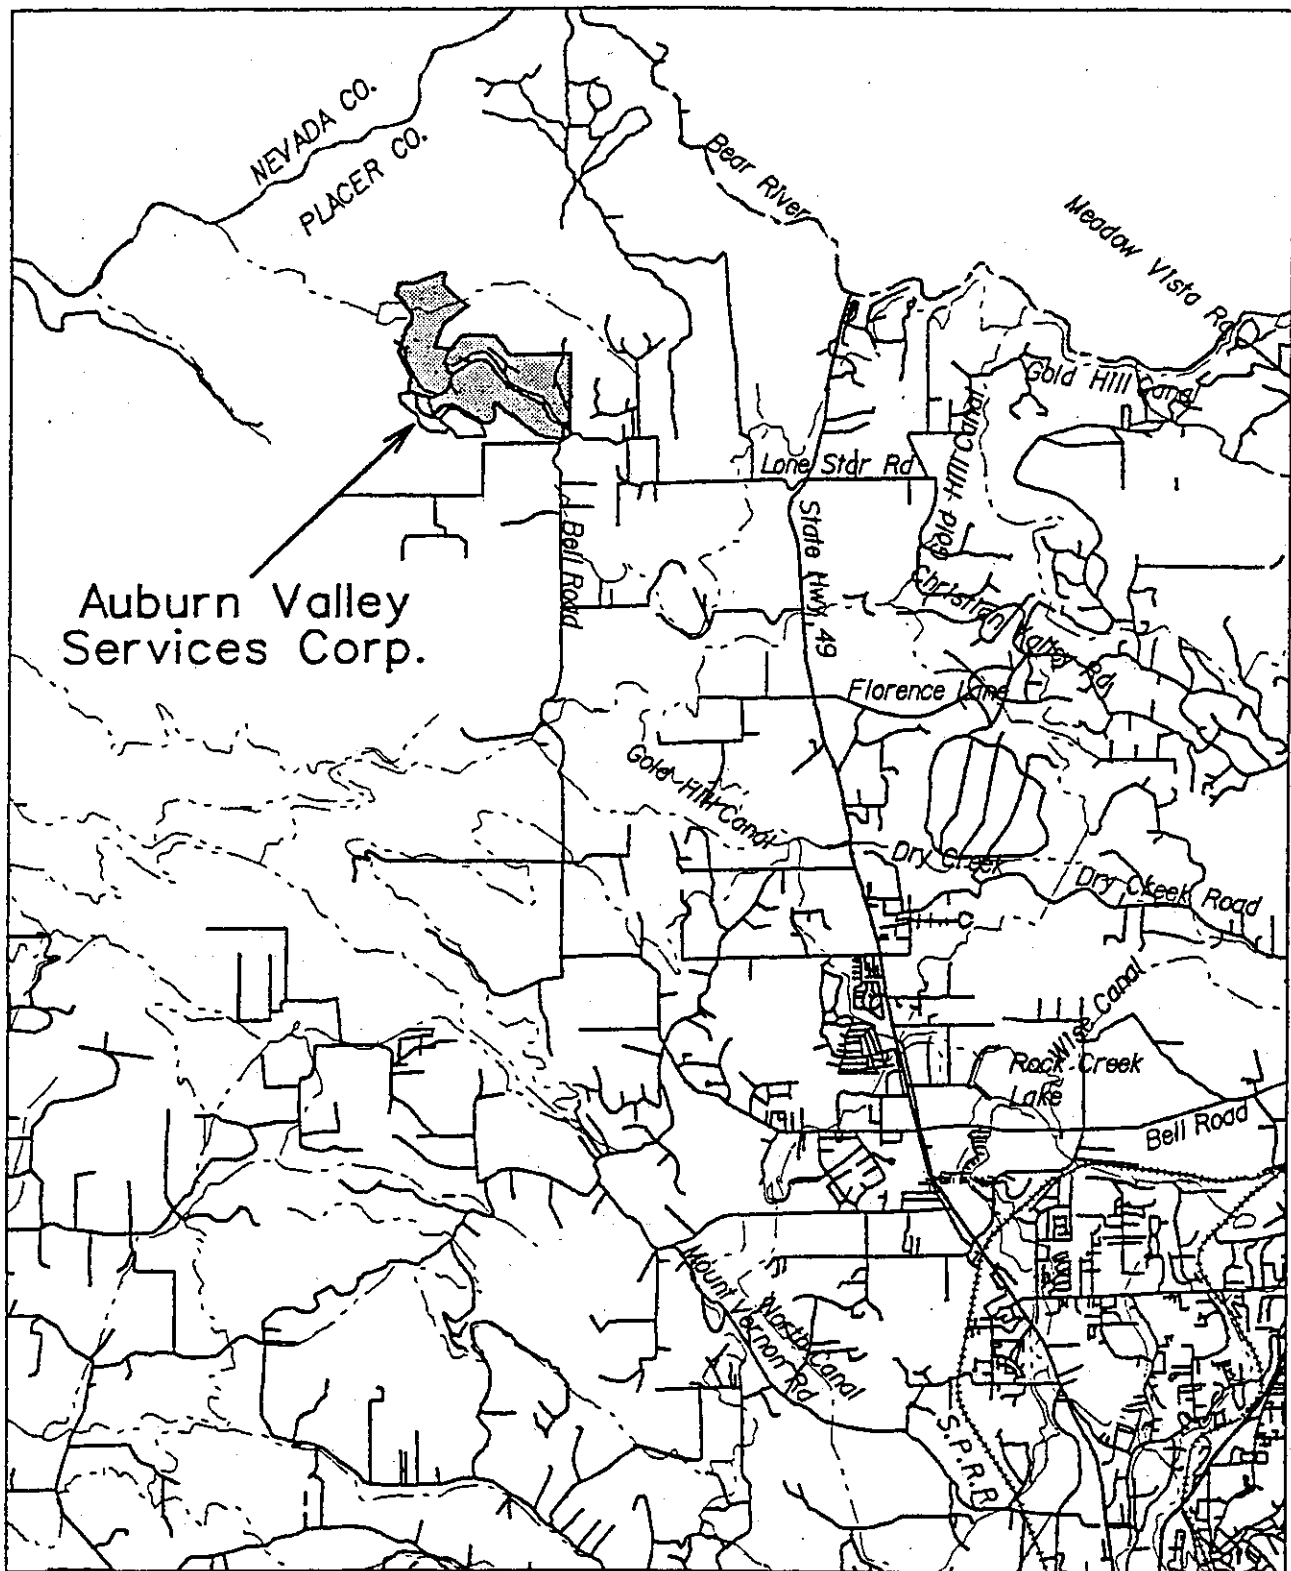 NEVADA CO.
PLACER CO.
Bear River
Meadow Vista Rd
Gold Hill Canal
Lone Star Rd
Gold Hill Canal
State Hwy. 49
Bell Road
Christian Valley Rd
Auburn Valley
Services Corp.
Florence Lane
Gold Hill Canal
Dry Creek
Dry Creek Road
Wise Canal
Rock Creek
Lake
Bell Road
Mount Vernon Rd
North Canal
S.P.R.R